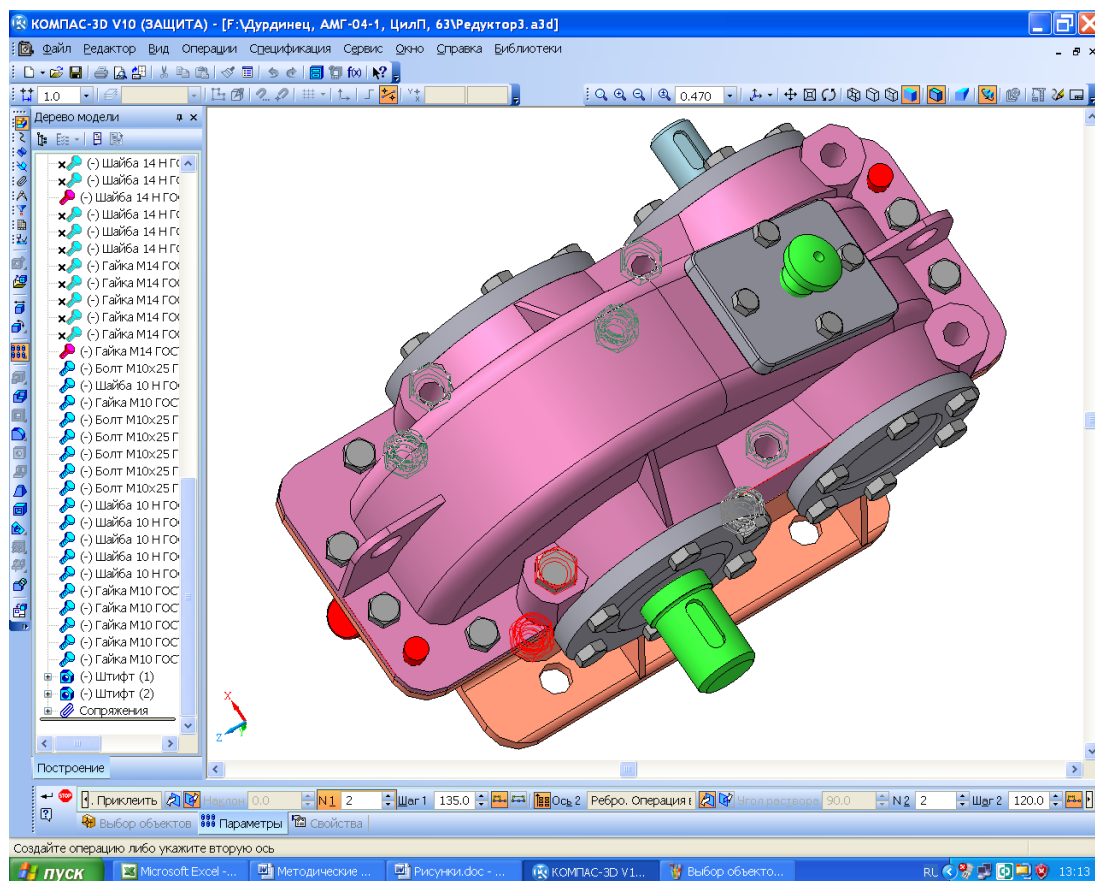 КОМПАС-3D V10 (ЗАЩИТА) - [F:\Дурдинец, АМГ-04-1, ЦилП, 63\Редуктор3.a3d]
Файл Редактор Вид Операции Спецификация Сервис Окно Справка Библиотеки
1.0 0.470
Дерево модели
(-) Шайба 14 Н ГС
(-) Шайба 14 Н ГС
(-) Шайба 14 Н ГОС
(-) Шайба 14 Н ГС
(-) Шайба 14 Н ГС
(-) Шайба 14 Н ГС
(-) Гайка М14 ГОС
(-) Гайка М14 ГОС
(-) Гайка М14 ГОС
(-) Гайка М14 ГОС
(-) Гайка М14 ГОС
(-) Гайка М14 ГОСТ
(-) Болт М10х25 Г
(-) Шайба 10 Н ГО
(-) Гайка М10 ГОС
(-) Болт М10х25 Г
(-) Болт М10х25 Г
(-) Болт М10х25 Г
(-) Болт М10х25 Г
(-) Болт М10х25 Г
(-) Шайба 10 Н ГО
(-) Шайба 10 Н ГО
(-) Шайба 10 Н ГО
(-) Шайба 10 Н ГО
(-) Шайба 10 Н ГО
(-) Гайка М10 ГОС
(-) Гайка М10 ГОС
(-) Гайка М10 ГОС
(-) Гайка М10 ГОС
(-) Гайка М10 ГОС
(-) Штифт (1)
(-) Штифт (2)
Сопряжения
X
Z Y
Построение
. Приклеить Наклон 0.0 N 1 2 Шаг 1 135.0 Ось 2 Ребро. Операция Угол раствора 90.0 N 2 2 Шаг 2 120.0
Выбор объектов Параметры Свойства
Создайте операцию либо укажите вторую ось
пуск Microsoft Excel -... Методические ... Рисунки.doc - ... КОМПАС-3D V1... Выбор объекто... RU 13:13